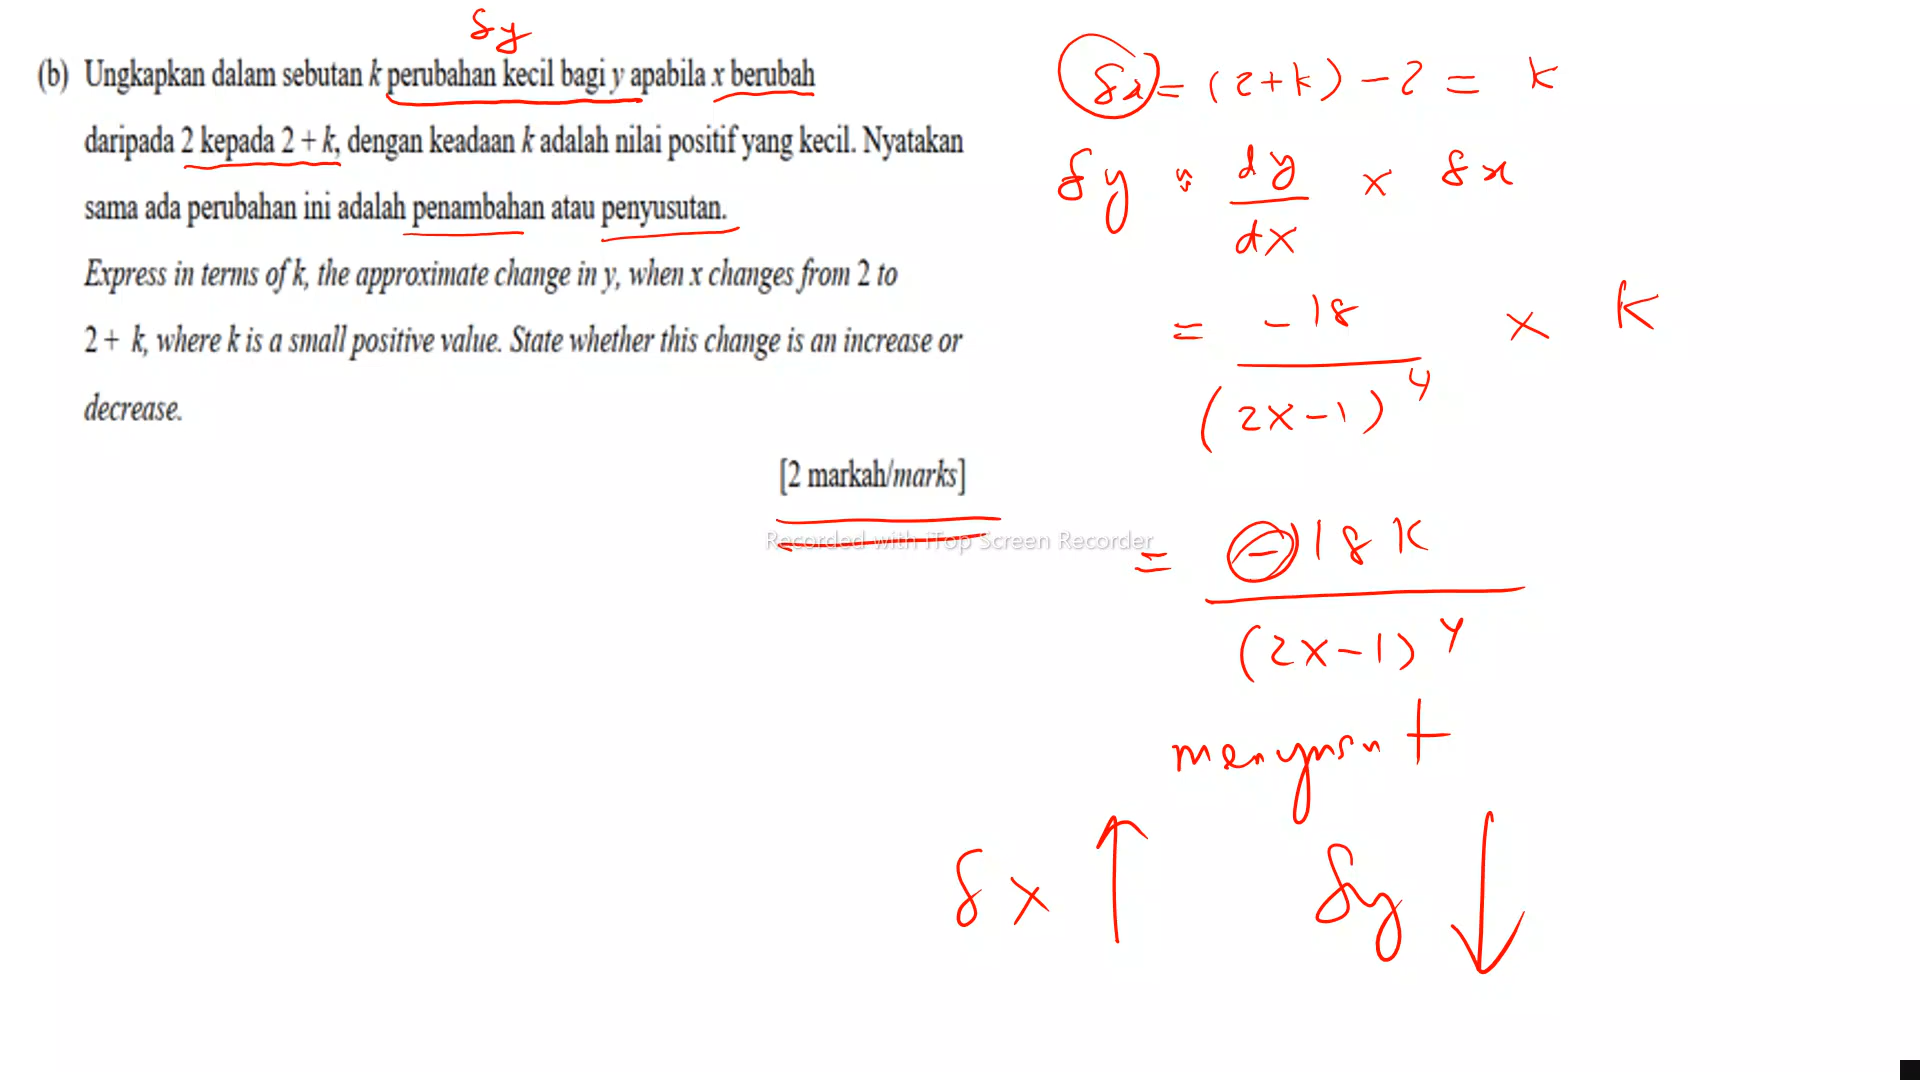 δy
(b) Ungkapkan dalam sebutan k perubahan kecil bagi y apabila x berubah
daripada 2 kepada 2 + k, dengan keadaan k adalah nilai positif yang kecil. Nyatakan
sama ada perubahan ini adalah penambahan atau penyusutan.
Express in terms of k, the approximate change in y, when x changes from 2 to
2 + k, where k is a small positive value. State whether this change is an increase or
decrease.
[2 markah/marks]
Recorded with iTop Screen Recorder
δx = (2+k) - 2 = k
δy ≈ dy/dx × δx
= -18/(2x-1)^4 × k
= -18k/(2x-1)^4
menyusut
δx ↑ δy ↓